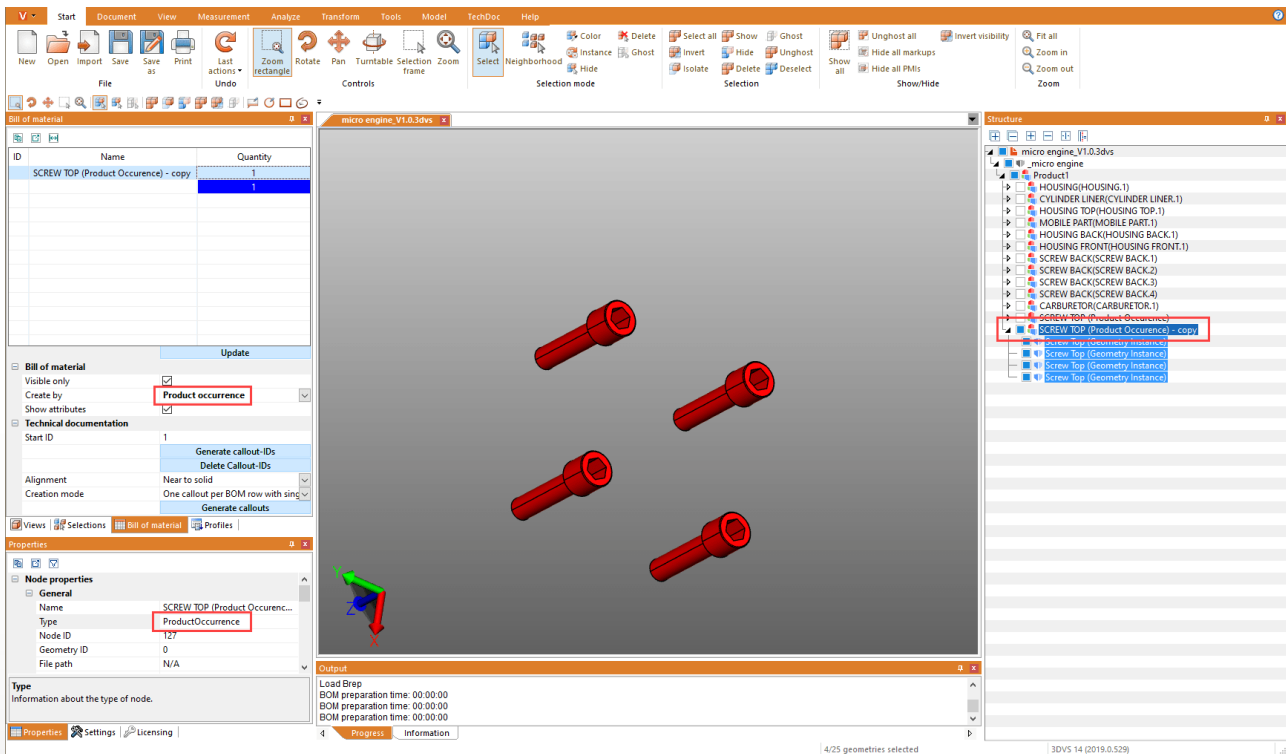 V Start Document View Measurement Analyze Transform Tools Model TechDoc Help ?
New Open Import Save Save as Print
File
Last actions
Undo
Zoom rectangle Rotate Pan Turntable Selection frame Zoom
Controls
Select Neighborhood Color Delete
Instance Ghost
Hide
Selection mode
Select all Show Ghost
Invert Hide Unghost
Isolate Delete Deselect
Selection
Show all Unghost all Invert visibility
Hide all markups
Hide all PMIs
Show/Hide
Fit all
Zoom in
Zoom out
Zoom
Bill of material
ID Name Quantity
SCREW TOP (Product Occurence) - copy 1
1
Update
Bill of material
Visible only
Create by Product occurrence
Show attributes
Technical documentation
Start ID 1
Generate callout-IDs
Delete Callout-IDs
Alignment Near to solid
Creation mode One callout per BOM row with sing
Generate callouts
Views Selections Bill of material Profiles
Properties
Node properties
General
Name SCREW TOP (Product Occurenc...
Type ProductOccurrence
Node ID 127
Geometry ID 0
File path N/A
Type
Information about the type of node.
Properties Settings Licensing
micro engine_V1.0.3dvs
Y
Z
X
Output
Load Brep
BOM preparation time: 00:00:00
BOM preparation time: 00:00:00
BOM preparation time: 00:00:00
Progress Information
Structure
micro engine_V1.0.3dvs
_micro engine
Product1
HOUSING(HOUSING.1)
CYLINDER LINER(CYLINDER LINER.1)
HOUSING TOP(HOUSING TOP.1)
MOBILE PART(MOBILE PART.1)
HOUSING BACK(HOUSING BACK.1)
HOUSING FRONT(HOUSING FRONT.1)
SCREW BACK(SCREW BACK.1)
SCREW BACK(SCREW BACK.2)
SCREW BACK(SCREW BACK.3)
SCREW BACK(SCREW BACK.4)
CARBURETOR(CARBURETOR.1)
SCREW TOP (Product Occurence)
SCREW TOP (Product Occurence) - copy
Screw Top (Geometry Instance)
Screw Top (Geometry Instance)
Screw Top (Geometry Instance)
Screw Top (Geometry Instance)
4/25 geometries selected 3DVS 14 (2019.0.529)